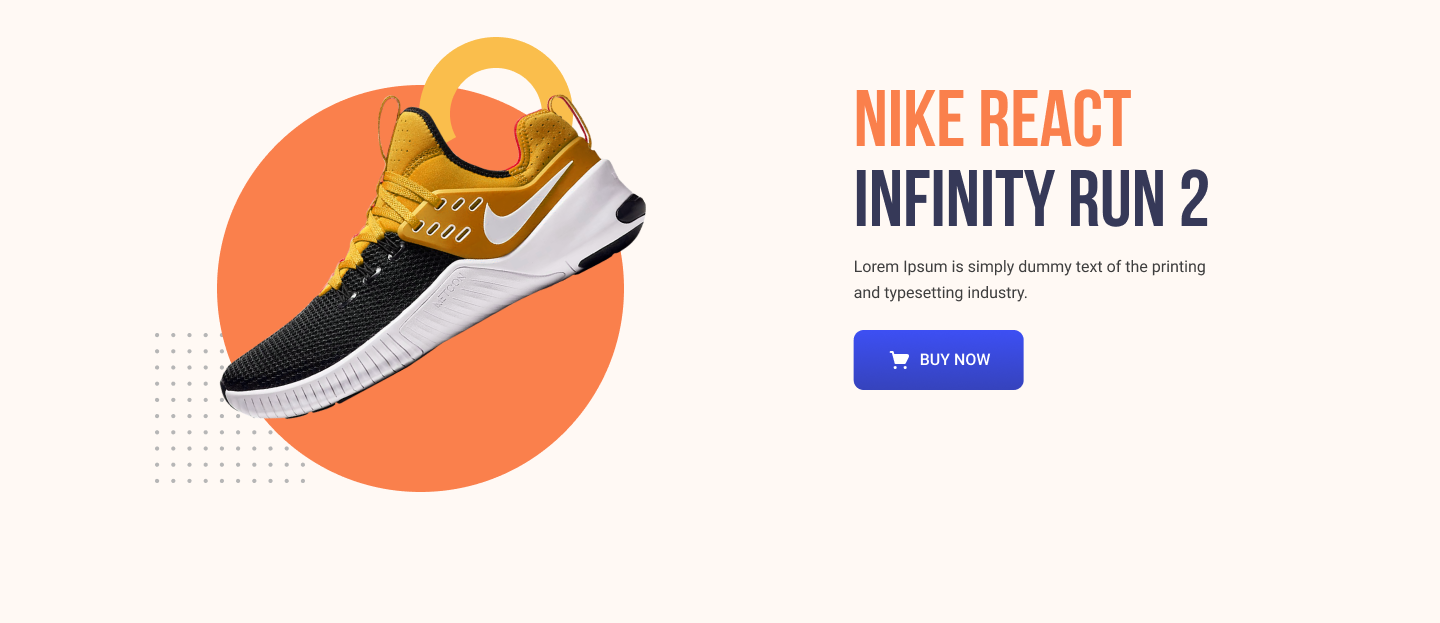 NIKE REACT
INFINITY RUN 2
Lorem Ipsum is simply dummy text of the printing
and typesetting industry.
BUY NOW